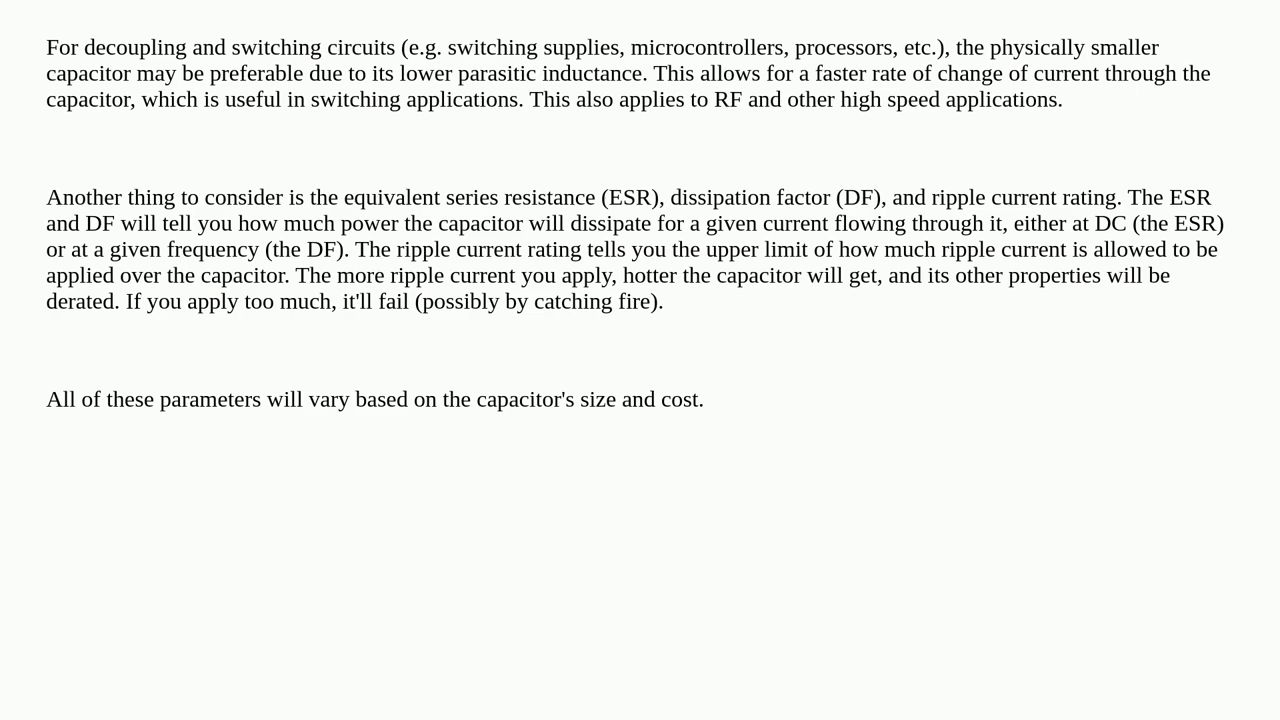 For decoupling and switching circuits (e.g. switching supplies, microcontrollers, processors, etc.), the physically smaller
capacitor may be preferable due to its lower parasitic inductance. This allows for a faster rate of change of current through the
capacitor, which is useful in switching applications. This also applies to RF and other high speed applications.
Another thing to consider is the equivalent series resistance (ESR), dissipation factor (DF), and ripple current rating. The ESR
and DF will tell you how much power the capacitor will dissipate for a given current flowing through it, either at DC (the ESR)
or at a given frequency (the DF). The ripple current rating tells you the upper limit of how much ripple current is allowed to be
applied over the capacitor. The more ripple current you apply, hotter the capacitor will get, and its other properties will be
derated. If you apply too much, it'll fail (possibly by catching fire).
All of these parameters will vary based on the capacitor's size and cost.